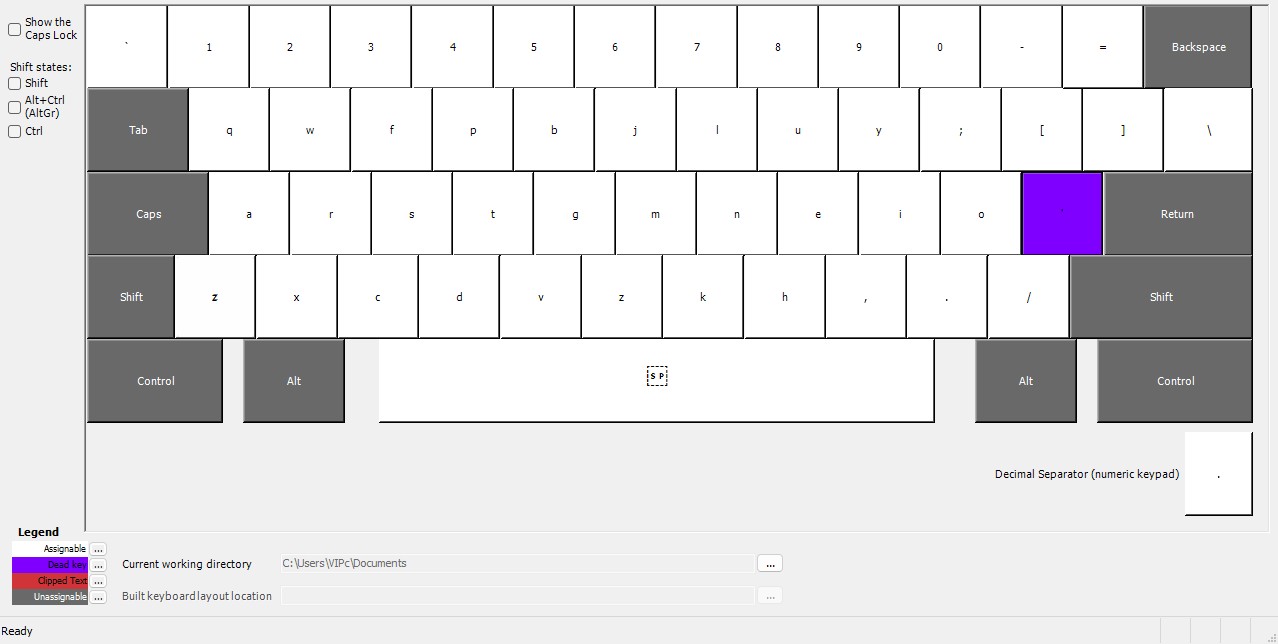 Show the
Caps Lock
` 1 2 3 4 5 6 7 8 9 0 - = Backspace
Shift states:
Shift
Alt+Ctrl
(AltGr)
Ctrl
Tab q w f p b j l u y ; [ ] \
Caps a r s t g m n e i o ' Return
Shift z x c d v z k h , . / Shift
Control Alt SP Alt Control
Decimal Separator (numeric keypad) .
Legend
Assignable ...
Dead key ...
Clipped Text ...
Unassignable ...
Current working directory C:\Users\VIPc\Documents ...
Built keyboard layout location ...
Ready